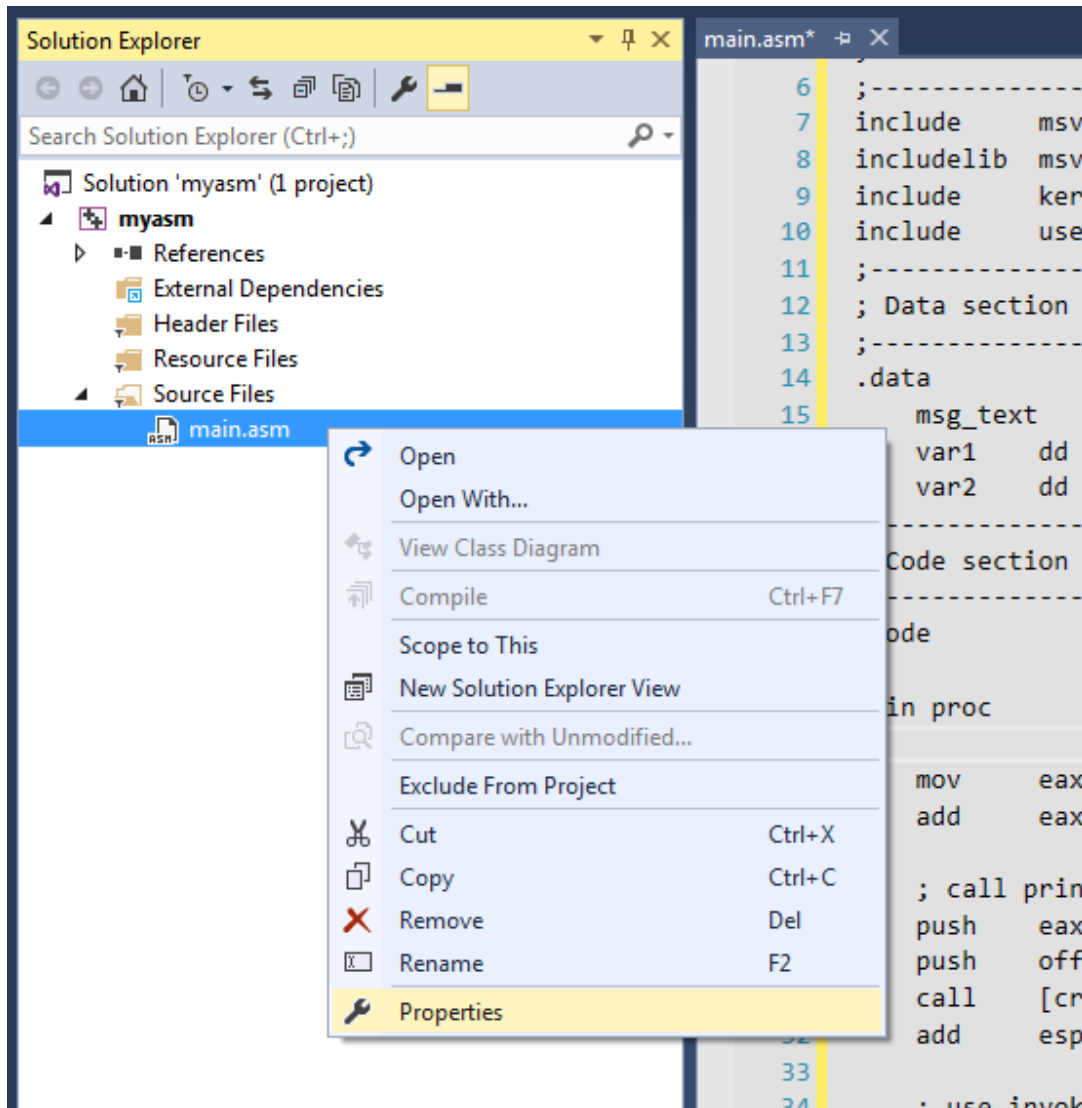 Solution Explorer
Search Solution Explorer (Ctrl+;)
Solution 'myasm' (1 project)
myasm
References
External Dependencies
Header Files
Resource Files
Source Files
ASM main.asm
Open
Open With...
View Class Diagram
Compile Ctrl+F7
Scope to This
New Solution Explorer View
Compare with Unmodified...
Exclude From Project
Cut Ctrl+X
Copy Ctrl+C
Remove Del
Rename F2
Properties
main.asm*
6 ;--------------
7 include msv
8 includelib msv
9 include ker
10 include use
11 ;--------------
12 ; Data section
13 ;--------------
14 .data
15 msg_text
var1 dd
var2 dd
-------------
Code section
-------------
ode
in proc
mov eax
add eax
; call prin
push eax
push off
call [cr
32 add esp
33
34 ; use invok